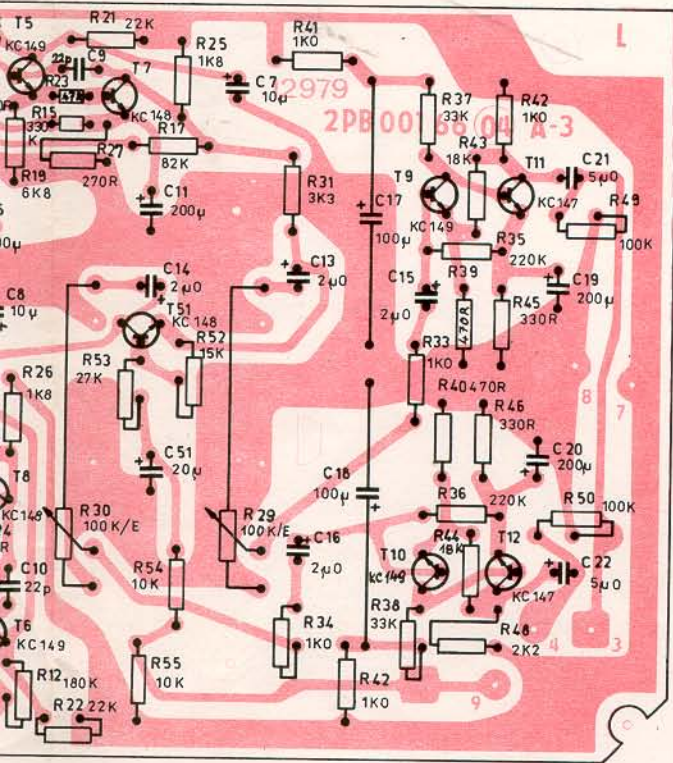 T5
KC149
R21 22K
22p
C9
R23
47K
T7
KC148
R25
1K8
C7
10µ
R41
1K0
L
12979
2PB00166 04 A-3
R15
330
K
R17
82K
R27
270R
R19
6K8
C11
200µ
R31
3K3
C17
100µ
R37
33K
R42
1K0
R43
18K
T9
KC149
T11
KC147
C21
5µ0
R49
100K
R35
220K
C8
10µ
C14
2µ0
T51
KC148
C13
2µ0
C15
2µ0
R39
470R
R45
330R
C19
200µ
R52
15K
R53
27K
R33
1K0
R26
1K8
R40 470R
R46
330R
8
7
C51
20µ
C18
100µ
C20
200µ
T8
KC148
R30
100K/E
R29
100K/E
R36
220K
R50
100K
C16
2µ0
R44
18K
T10
KC149
T12
KC147
C22
5µ0
C10
22p
R54
10K
T6
KC149
R34
1K0
R38
33K
R48
2K2
4
3
R12 180K
R55
10K
R42
1K0
9
R22 22K